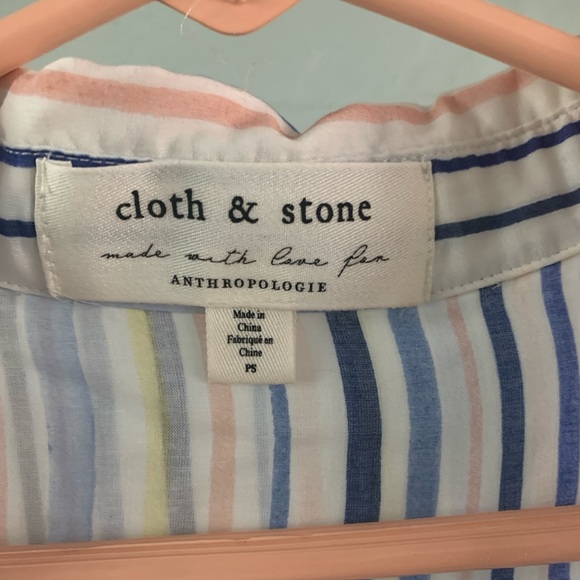 cloth & stone
made with love for
ANTHROPOLOGIE
Made in
China
Fabriqué en
Chine
PS